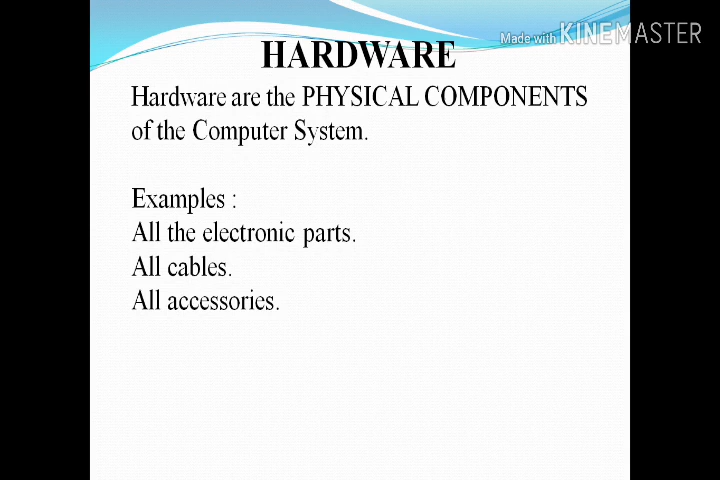 Made with KINEMASTER
HARDWARE
Hardware are the PHYSICAL COMPONENTS
of the Computer System.
Examples :
All the electronic parts.
All cables.
All accessories.